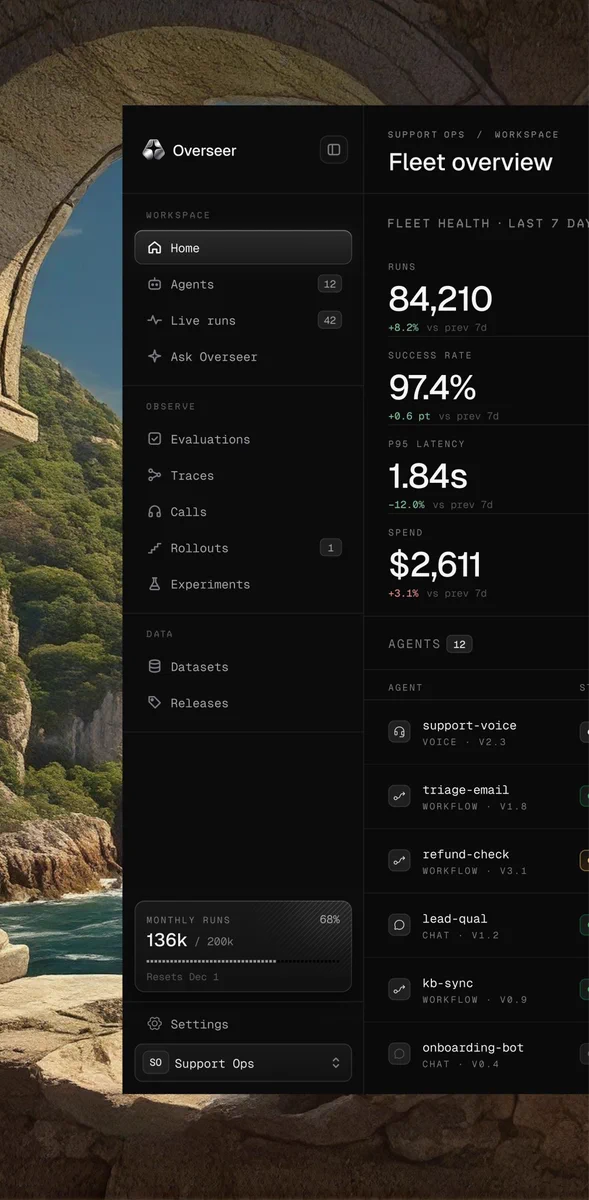 Overseer
WORKSPACE
Home
Agents 12
Live runs 42
Ask Overseer
OBSERVE
Evaluations
Traces
Calls
Rollouts 1
Experiments
DATA
Datasets
Releases
MONTHLY RUNS 68%
136k / 200k
Resets Dec 1
Settings
SO Support Ops
SUPPORT OPS / WORKSPACE
Fleet overview
FLEET HEALTH · LAST 7 DAY
RUNS
84,210
+8.2% vs prev 7d
SUCCESS RATE
97.4%
+0.6 pt vs prev 7d
P95 LATENCY
1.84s
−12.0% vs prev 7d
SPEND
$2,611
+3.1% vs prev 7d
AGENTS 12
AGENT
support-voice
VOICE · V2.3
triage-email
WORKFLOW · V1.8
refund-check
WORKFLOW · V3.1
lead-qual
CHAT · V1.2
kb-sync
WORKFLOW · V0.9
onboarding-bot
CHAT · V0.4